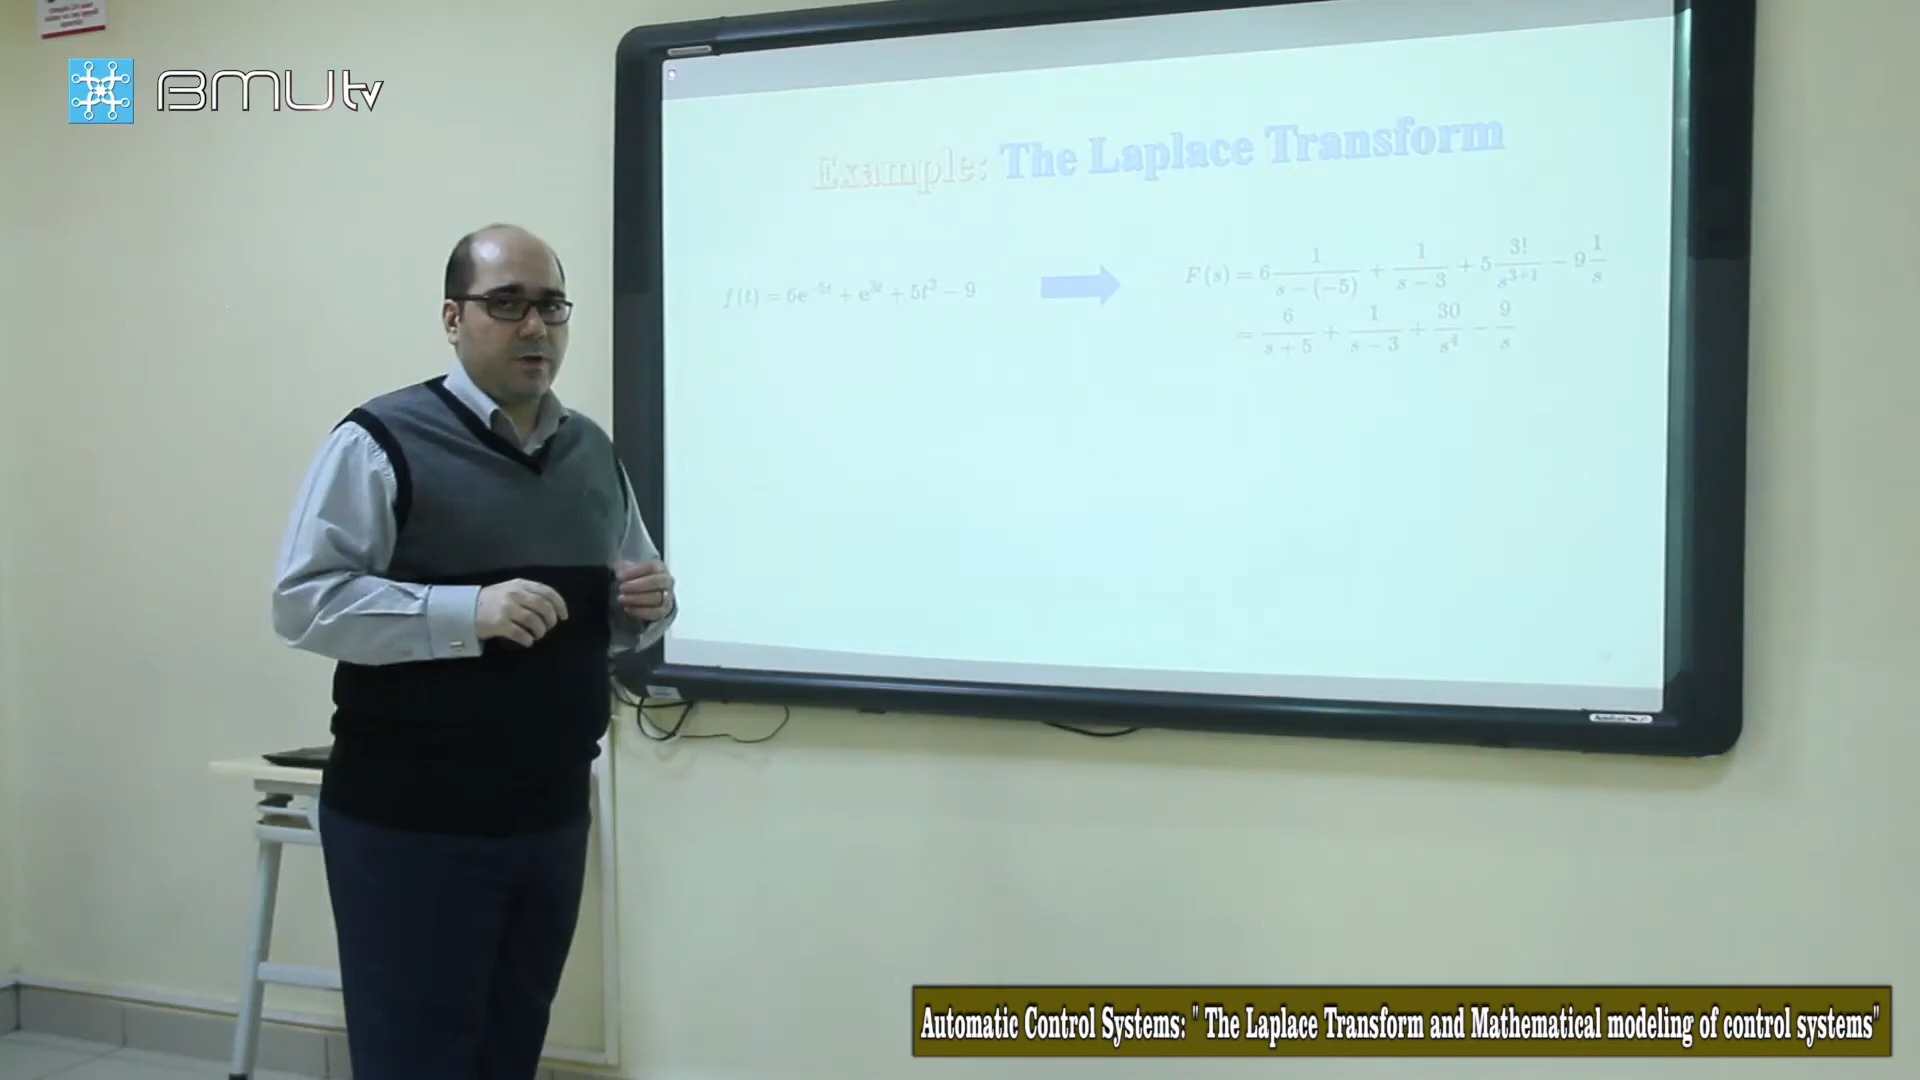 BMUtv
Example: The Laplace Transform
f(t) = 6e^{-5t} + e^{3t} + 5t^3 - 9
F(s) = 6 1/(s - (-5)) + 1/(s - 3) + 5 3!/s^{3+1} - 9 1/s
= 6/(s + 5) + 1/(s - 3) + 30/s^4 - 9/s
Automatic Control Systems: " The Laplace Transform and Mathematical modeling of control systems"